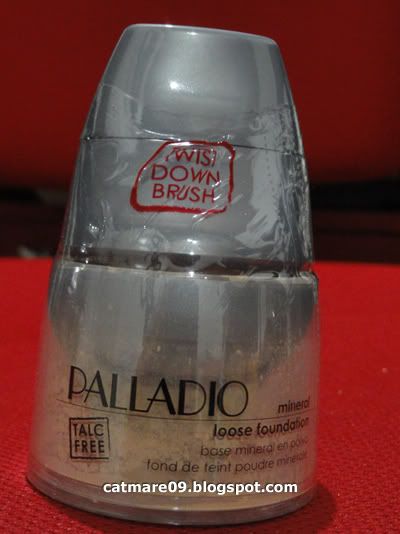 TWIST
DOWN
BRUSH
PALLADIO
mineral
loose foundation
TALC
FREE
base mineral en polvo
fond de teint poudre minerale
catmare09.blogspot.com